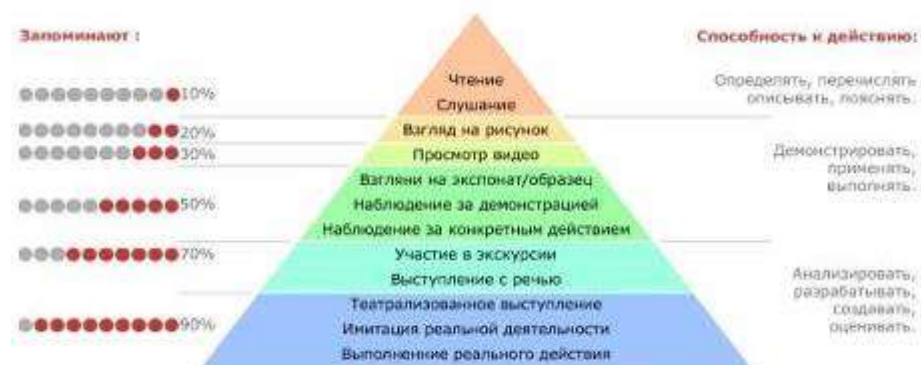 Запоминают :
10%
20%
30%
50%
70%
90%
Чтение
Слушание
Взгляд на рисунок
Просмотр видео
Взгляни на экспонат/образец
Наблюдение за демонстрацией
Наблюдение за конкретным действием
Участие в экскурсии
Выступление с речью
Театрализованное выступление
Имитация реальной деятельности
Выполненние реального действия
Способность к действию:
Определять, перечислять
описывать, пояснять.
Демонстрировать,
применять,
выполнять.
Анализировать,
разрабатывать,
создавать,
оценивать.